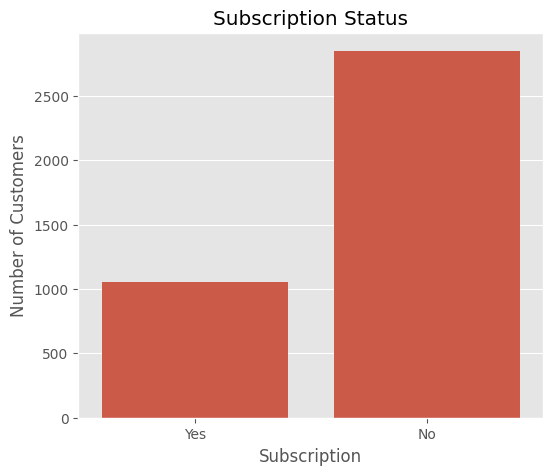 Subscription Status
2500
2000
1500
1000
500
0
Number of Customers
Yes No
Subscription